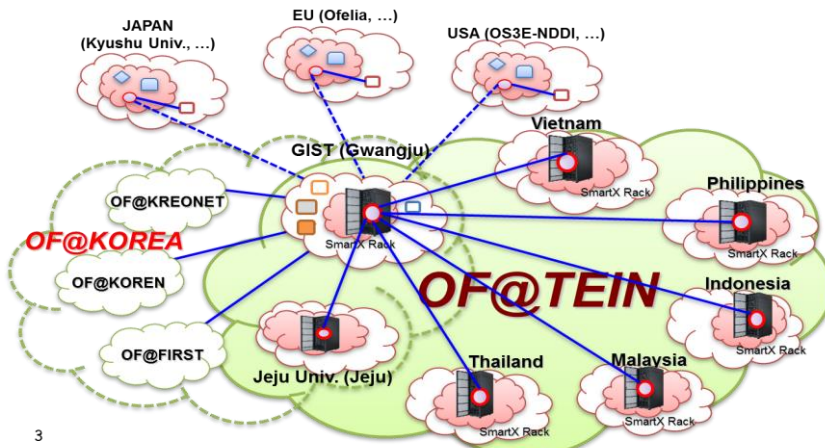 JAPAN
(Kyushu Univ., ...)
EU (Ofelia, ...)
USA (OS3E-NDDI, ...)
Vietnam
SmartX Rack
GIST (Gwangju)
SmartX Rack
Philippines
SmartX Rack
OF@KREONET
OF@KOREA
OF@KOREN
OF@TEIN
Indonesia
SmartX Rack
OF@FIRST
Jeju Univ. (Jeju)
Thailand
SmartX Rack
Malaysia
SmartX Rack
3